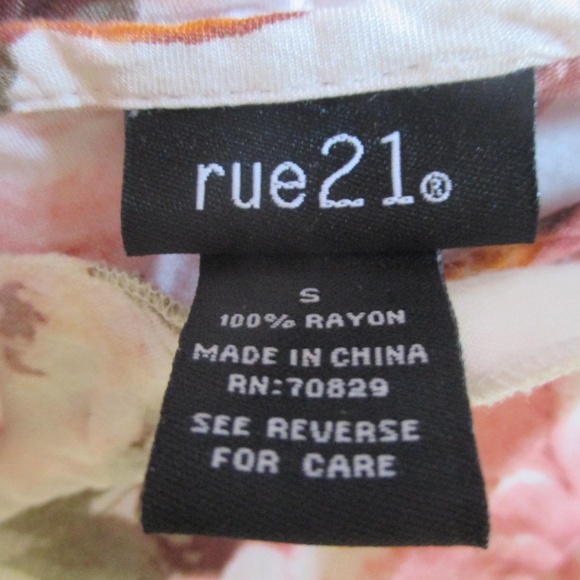 rue21®
S
100% RAYON
MADE IN CHINA
RN:70829
SEE REVERSE
FOR CARE